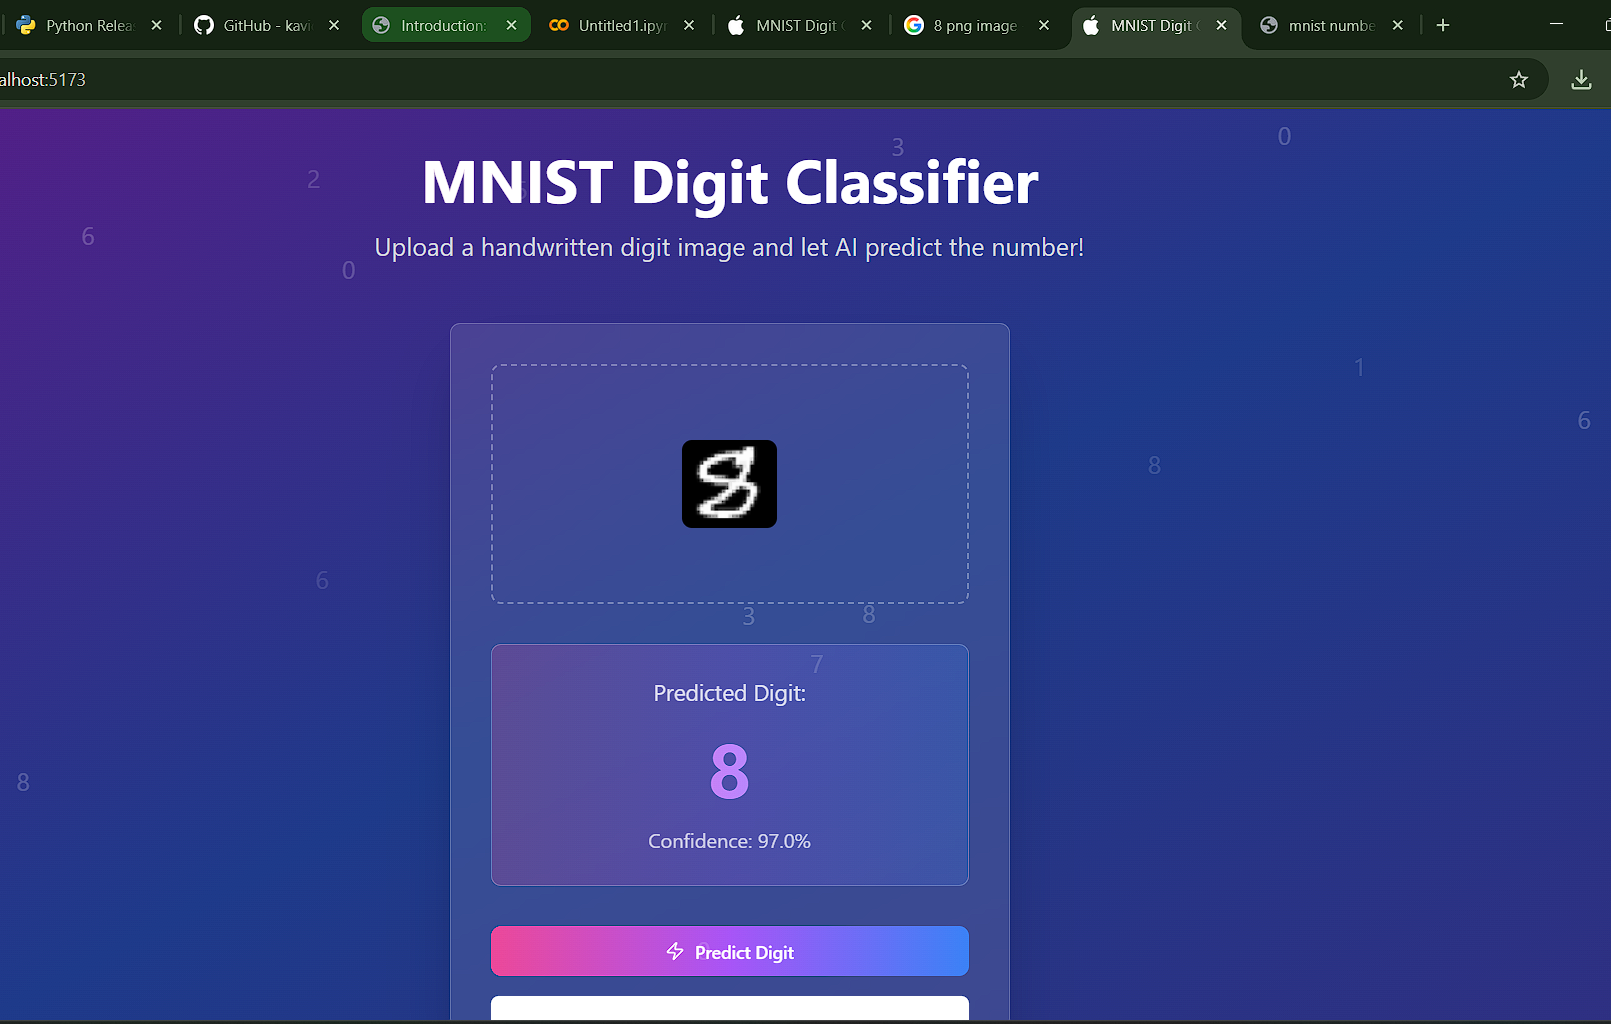 Python Relea
GitHub - kavi
Introduction:
Untitled1.ipy
MNIST Digit
8 png image
MNIST Digit
mnist numbe
alhost:5173
MNIST Digit Classifier
Upload a handwritten digit image and let AI predict the number!
3
0
2
6
0
1
6
8
8
6
3
8
7
Predicted Digit:
8
Confidence: 97.0%
8
Predict Digit